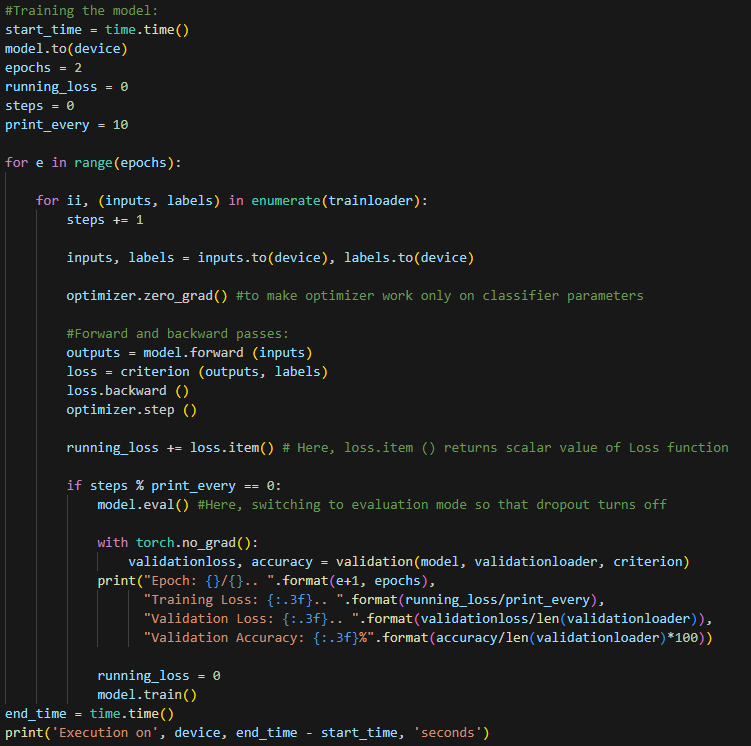 #Training the model:
start_time = time.time()
model.to(device)
epochs = 2
running_loss = 0
steps = 0
print_every = 10
for e in range(epochs):
for ii, (inputs, labels) in enumerate(trainloader):
steps += 1
inputs, labels = inputs.to(device), labels.to(device)
optimizer.zero_grad() #to make optimizer work only on classifier parameters
#Forward and backward passes:
outputs = model.forward (inputs)
loss = criterion (outputs, labels)
loss.backward ()
optimizer.step ()
running_loss += loss.item() # Here, loss.item () returns scalar value of Loss function
if steps % print_every == 0:
model.eval() #Here, switching to evaluation mode so that dropout turns off
with torch.no_grad():
validationloss, accuracy = validation(model, validationloader, criterion)
print("Epoch: {}/{}.. ".format(e+1, epochs),
"Training Loss: {:.3f}.. ".format(running_loss/print_every),
"Validation Loss: {:.3f}.. ".format(validationloss/len(validationloader)),
"Validation Accuracy: {:.3f}%".format(accuracy/len(validationloader)*100))
running_loss = 0
model.train()
end_time = time.time()
print('Execution on', device, end_time - start_time, 'seconds')